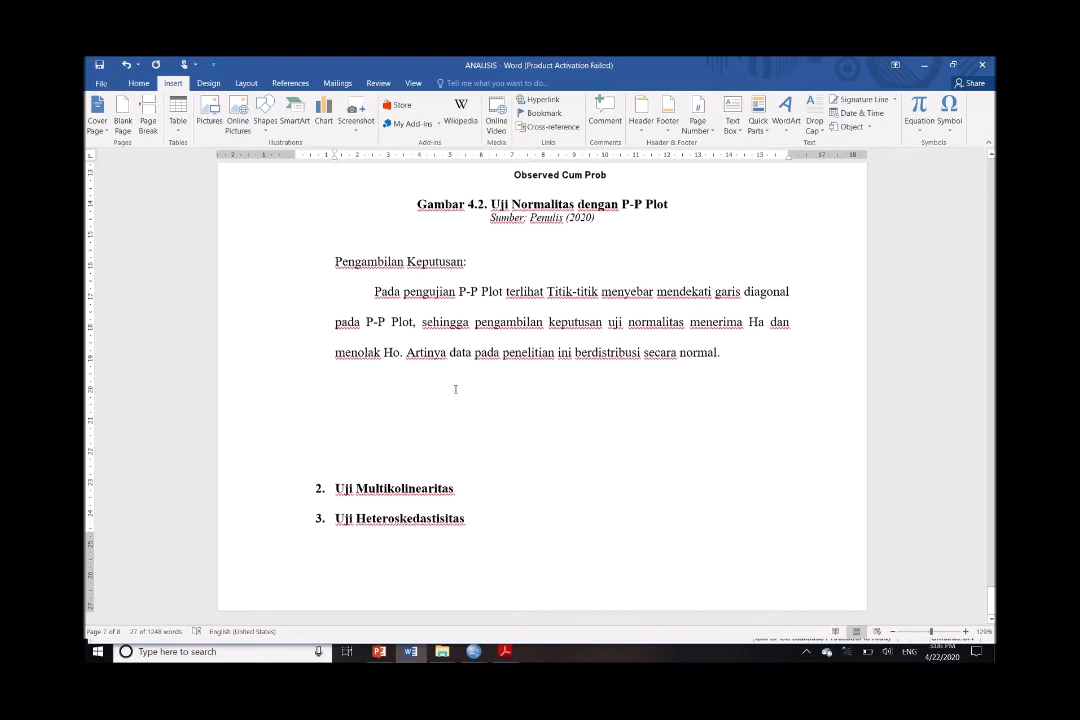 ANALISIS - Word (Product Activation Failed)
File Home Insert Design Layout References Mailings Review View Tell me what you want to do... Share
Cover Page Blank Page Page Break Table Pictures Online Pictures Shapes SmartArt Chart Screenshot Store My Add-ins Wikipedia Online Video Hyperlink Bookmark Cross-reference Comment Header Footer Page Number Text Box Quick Parts WordArt Drop Cap Signature Line Date & Time Object Equation Symbol
Pages Tables Illustrations Add-ins Media Links Comments Header & Footer Text Symbols
Observed Cum Prob
Gambar 4.2. Uji Normalitas dengan P-P Plot
Sumber: Penulis (2020)
Pengambilan Keputusan:
Pada pengujian P-P Plot terlihat Titik-titik menyebar mendekati garis diagonal
pada P-P Plot, sehingga pengambilan keputusan uji normalitas menerima Ha dan
menolak Ho. Artinya data pada penelitian ini berdistribusi secara normal.
2. Uji Multikolinearitas
3. Uji Heteroskedastisitas
Page 7 of 8 27 of 1248 words English (United States) 129%
Type here to search ENG 3:06 PM
4/22/2020